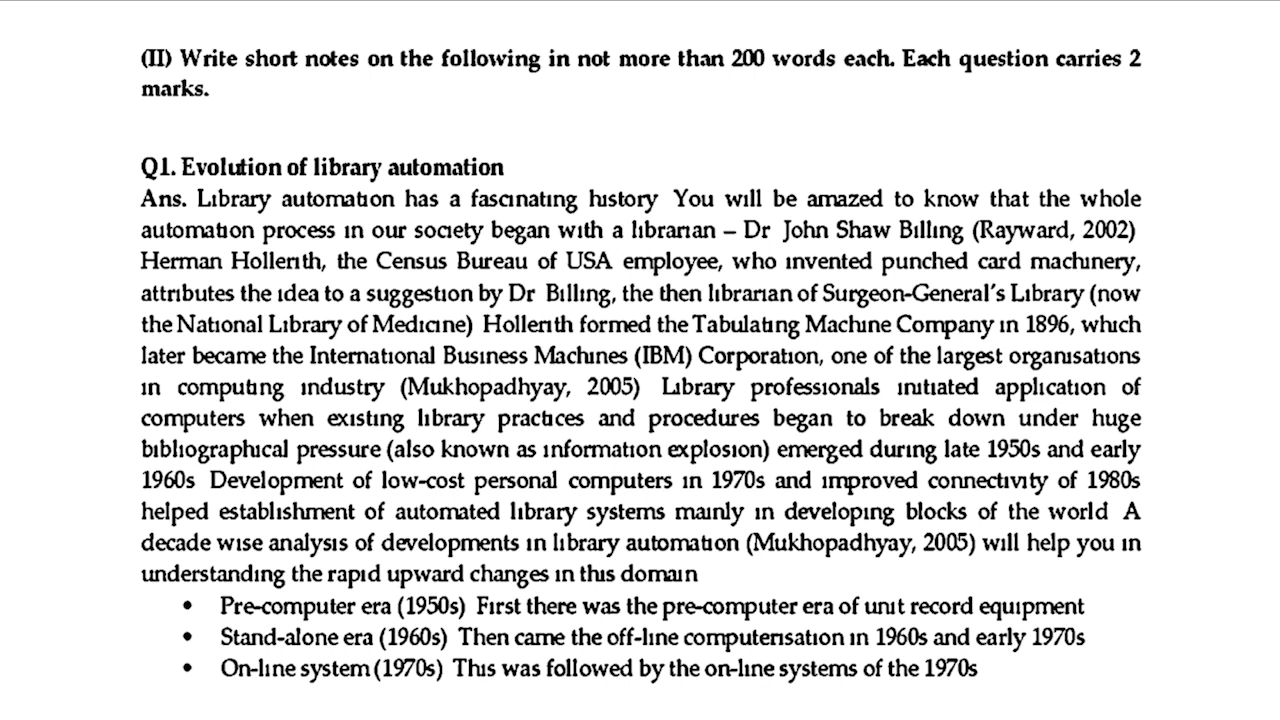 (II) Write short notes on the following in not more than 200 words each. Each question carries 2
marks.
Q1. Evolution of library automation
Ans. Library automation has a fascinating history You will be amazed to know that the whole
automation process in our society began with a librarian – Dr John Shaw Billing (Rayward, 2002)
Herman Hollerith, the Census Bureau of USA employee, who invented punched card machinery,
attributes the idea to a suggestion by Dr Billing, the then librarian of Surgeon-General's Library (now
the National Library of Medicine) Hollerith formed the Tabulating Machine Company in 1896, which
later became the International Business Machines (IBM) Corporation, one of the largest organisations
in computing industry (Mukhopadhyay, 2005) Library professionals initiated application of
computers when existing library practices and procedures began to break down under huge
bibliographical pressure (also known as information explosion) emerged during late 1950s and early
1960s Development of low-cost personal computers in 1970s and improved connectivity of 1980s
helped establishment of automated library systems mainly in developing blocks of the world A
decade wise analysis of developments in library automation (Mukhopadhyay, 2005) will help you in
understanding the rapid upward changes in this domain
• Pre-computer era (1950s) First there was the pre-computer era of unit record equipment
• Stand-alone era (1960s) Then came the off-line computerisation in 1960s and early 1970s
• On-line system (1970s) This was followed by the on-line systems of the 1970s